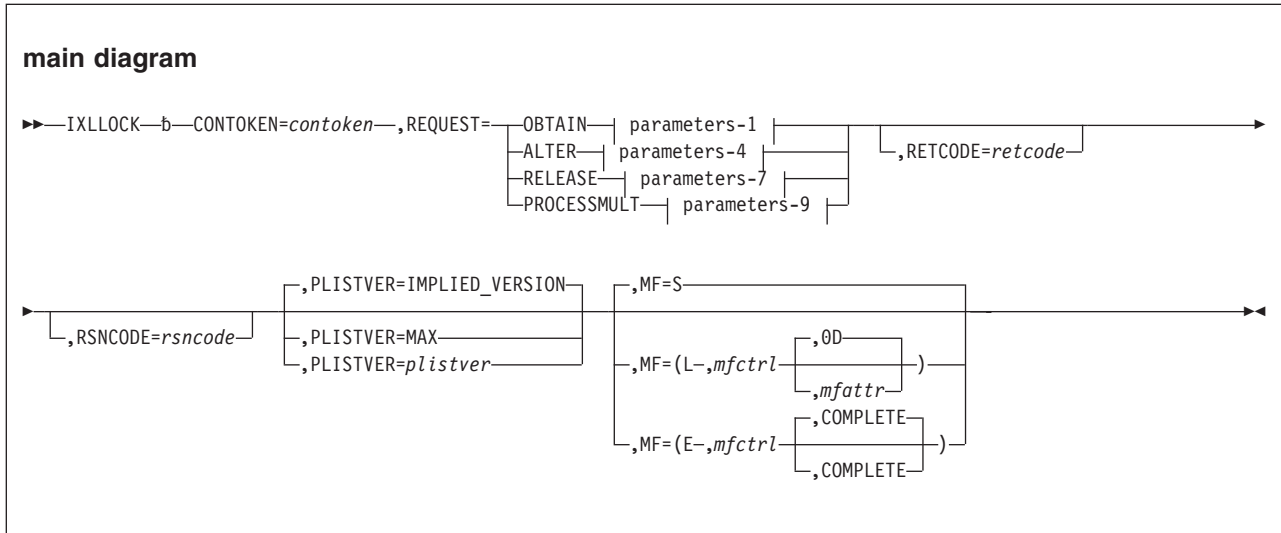 main diagram
IXLLOCK ␢ CONTOKEN=contoken ,REQUEST= OBTAIN parameters-1
ALTER parameters-4 ,RETCODE=retcode
RELEASE parameters-7
PROCESSMULT parameters-9
,PLISTVER=IMPLIED_VERSION ,MF=S
,RSNCODE=rsncode ,PLISTVER=MAX ,0D
,PLISTVER=plistver ,MF=(L ,mfctrl )
,mfattr
,COMPLETE
,MF=(E ,mfctrl )
,COMPLETE